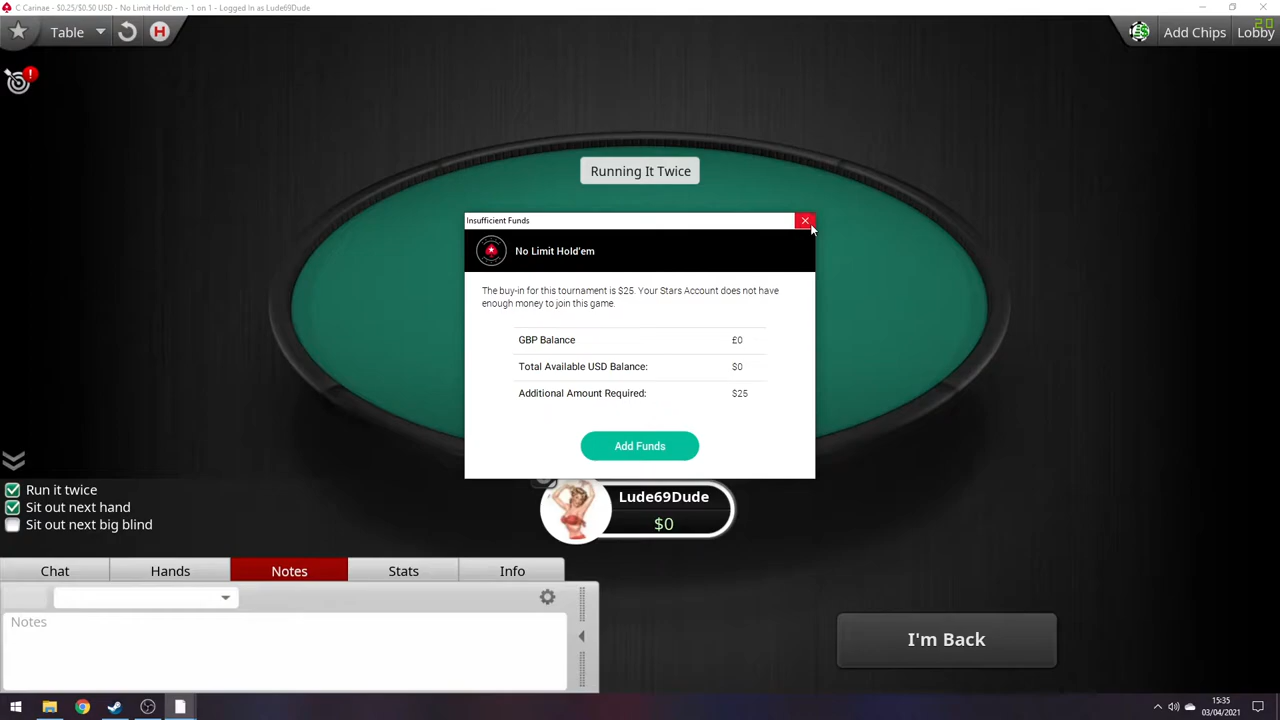 C Carinae - $0.25/$0.50 USD - No Limit Hold'em - 1 on 1 - Logged In as Lude69Dude
20
Table
H
Add Chips
Lobby
Running It Twice
Insufficient Funds
No Limit Hold'em
The buy-in for this tournament is $25. Your Stars Account does not have
enough money to join this game.
GBP Balance £0
Total Available USD Balance: $0
Additional Amount Required: $25
Add Funds
Run it twice
Sit out next hand
Sit out next big blind
Lude69Dude
$0
Chat
Hands
Notes
Stats
Info
Notes
I'm Back
15:35
03/04/2021